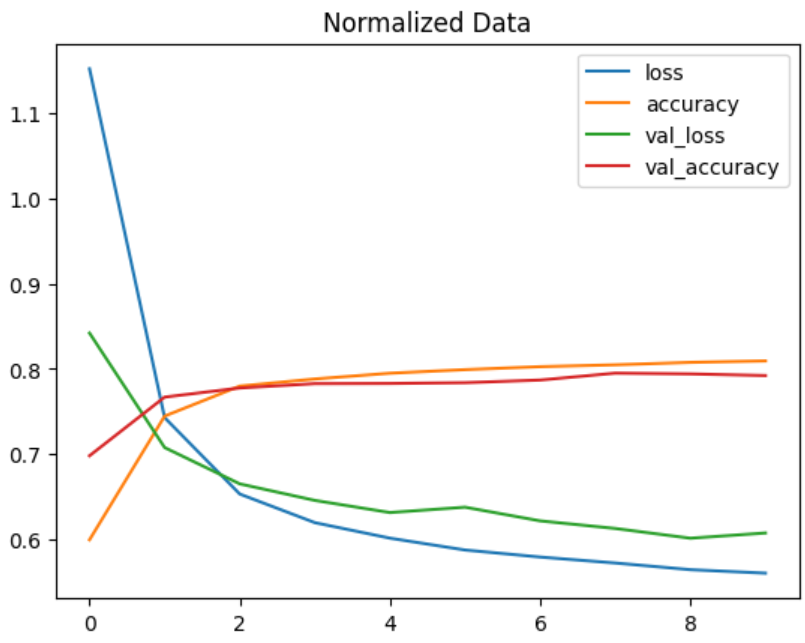 Normalized Data
loss
accuracy
val_loss
val_accuracy
1.1
1.0
0.9
0.8
0.7
0.6
0 2 4 6 8